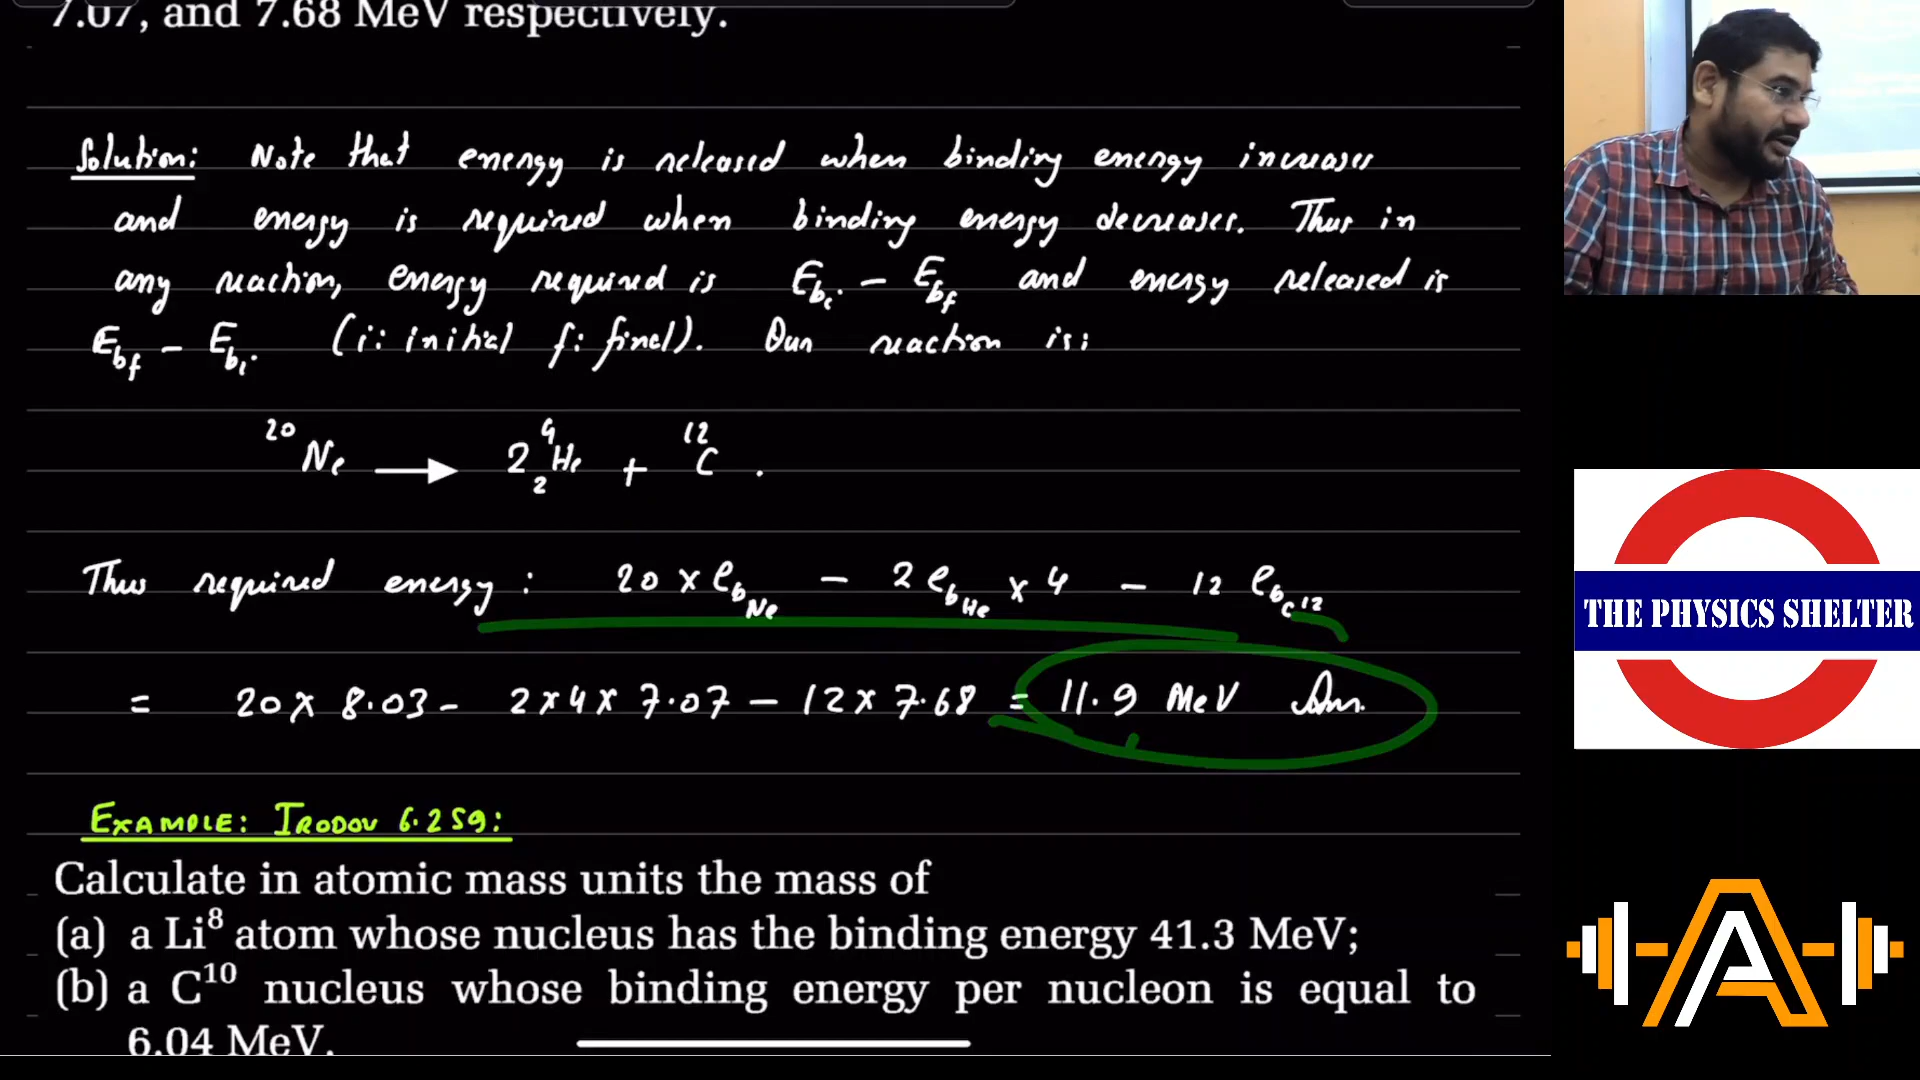 7.07, and 7.68 MeV respectively.
Solution: Note that energy is released when binding energy increases
and energy is required when binding energy decreases. Thus in
any reaction, energy required is E_bi - E_bf and energy released is
E_bf - E_bi (i: initial f: final). Our reaction is:
²⁰Ne → 2 ⁴₂He + ¹²C .
Thus required energy: 20 × e_bNe - 2 e_bHe × 4 - 12 e_bC12
= 20 × 8.03 - 2×4× 7.07 - 12× 7.68 = 11.9 MeV Ans.
EXAMPLE: IRODOV 6.259:
Calculate in atomic mass units the mass of
(a) a Li⁸ atom whose nucleus has the binding energy 41.3 MeV;
(b) a C¹⁰ nucleus whose binding energy per nucleon is equal to
6.04 MeV.
THE PHYSICS SHELTER